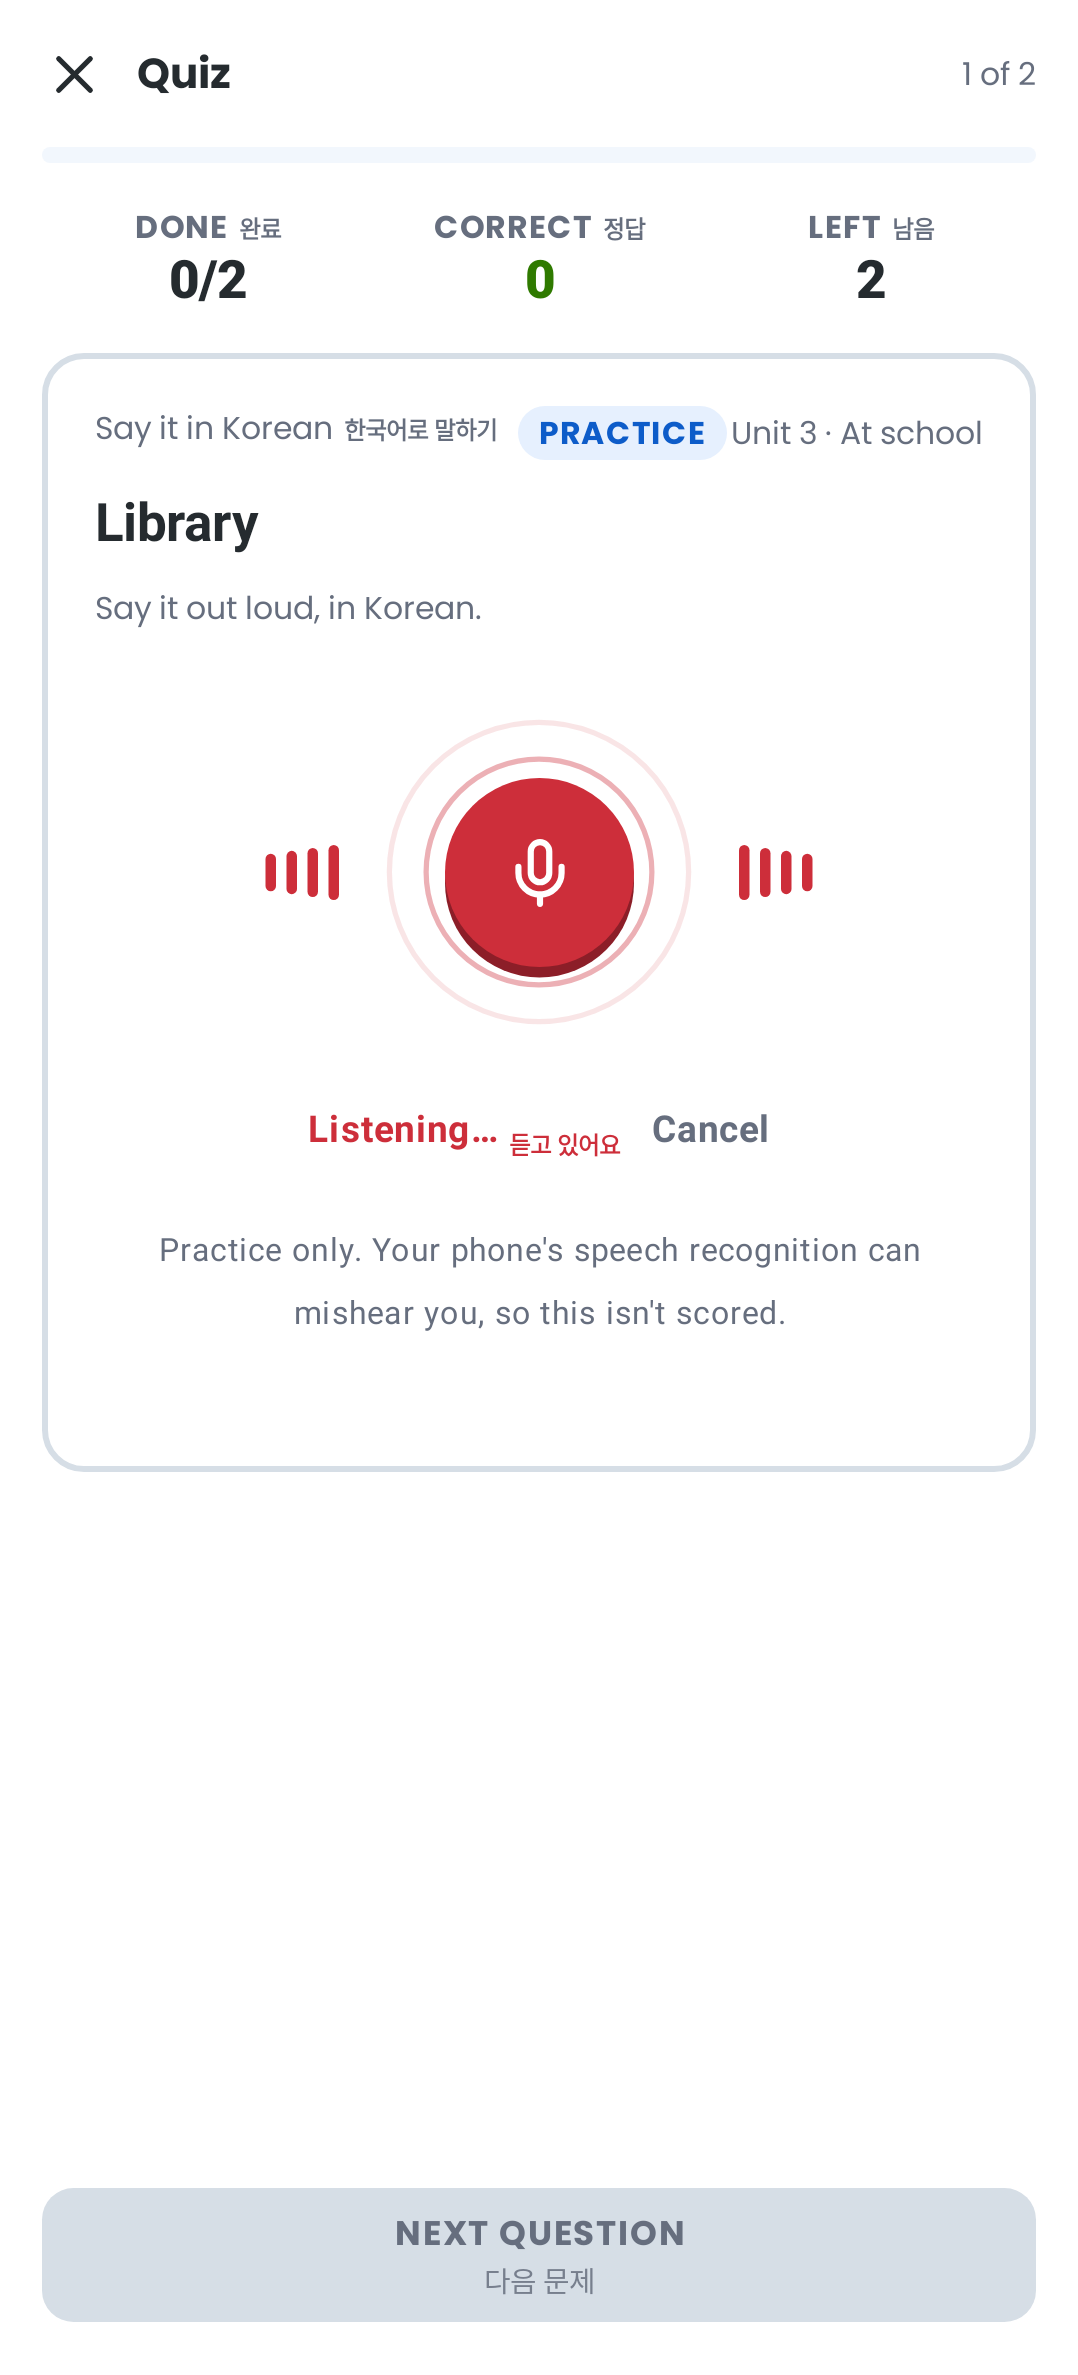 Quiz
1 of 2
DONE 완료 CORRECT 정답 LEFT 남음
0/2 0 2
Say it in Korean 한국어로 말하기 PRACTICE Unit 3 · At school
Library
Say it out loud, in Korean.
Listening... 듣고 있어요 Cancel
Practice only. Your phone's speech recognition can
mishear you, so this isn't scored.
NEXT QUESTION
다음 문제